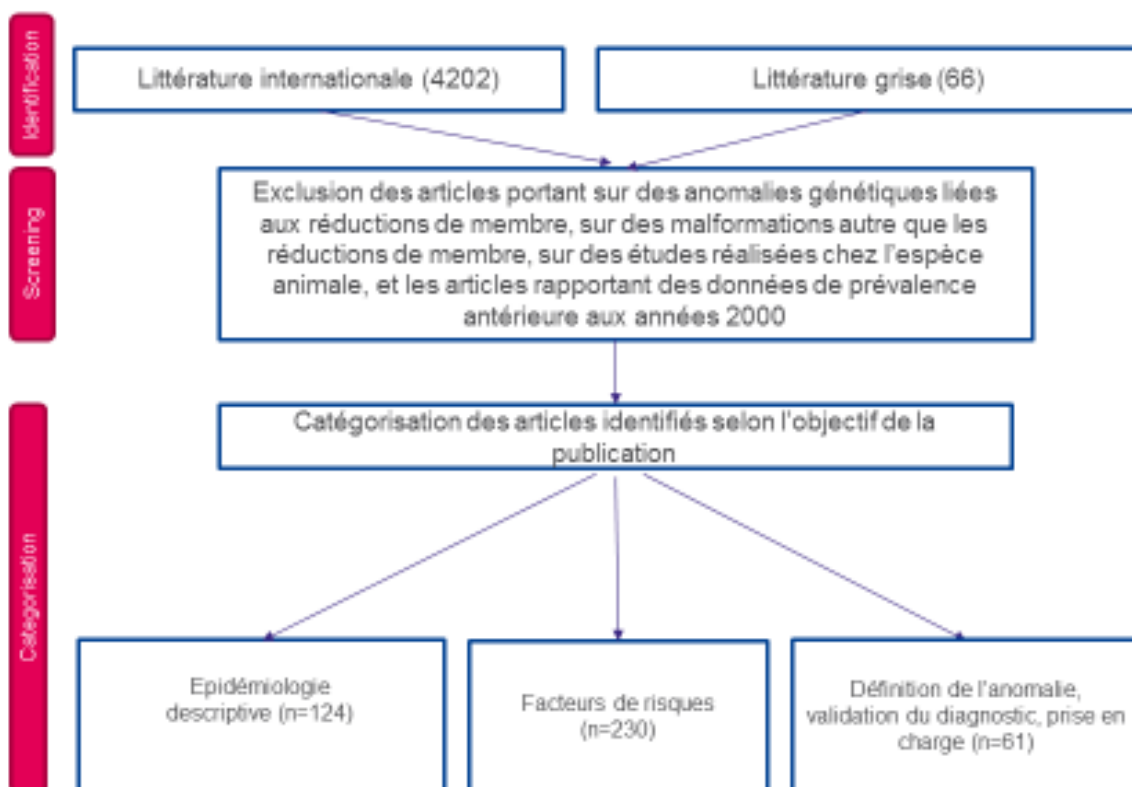 Identification
Littérature internationale (4202)
Littérature grise (66)
Screening
Exclusion des articles portant sur des anomalies génétiques liées
aux réductions de membre, sur des malformations autre que les
réductions de membre, sur des études réalisées chez l'espèce
animale, et les articles rapportant des données de prévalence
antérieure aux années 2000
Catégorisation
Catégorisation des articles identifiés selon l'objectif de la
publication
Epidémiologie
descriptive (n=124)
Facteurs de risques
(n=230)
Définition de l'anomalie,
validation du diagnostic, prise en
charge (n=61)